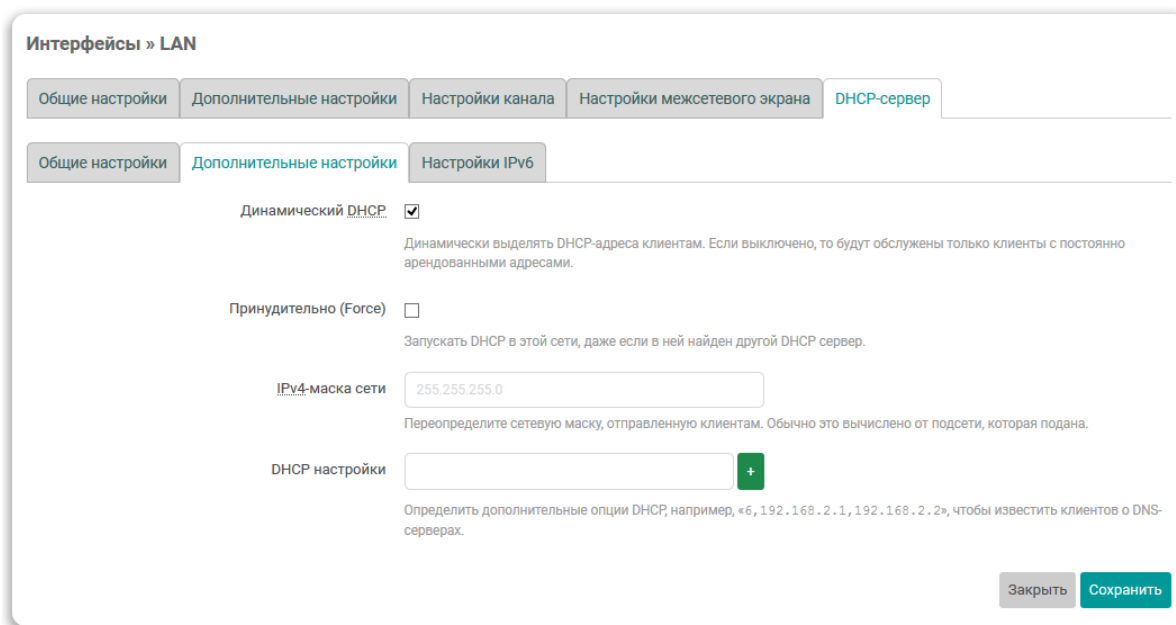 Интерфейсы » LAN
Общие настройки Дополнительные настройки Настройки канала Настройки межсетевого экрана DHCP-сервер
Общие настройки Дополнительные настройки Настройки IPv6
Динамический DHCP
Динамически выделять DHCP-адреса клиентам. Если выключено, то будут обслужены только клиенты с постоянно
арендованными адресами.
Принудительно (Force)
Запускать DHCP в этой сети, даже если в ней найден другой DHCP сервер.
IPv4-маска сети 255.255.255.0
Переопределите сетевую маску, отправленную клиентам. Обычно это вычислено от подсети, которая подана.
DHCP настройки +
Определить дополнительные опции DHCP, например, «6,192.168.2.1,192.168.2.2», чтобы известить клиентов о DNS-
серверах.
Закрыть Сохранить